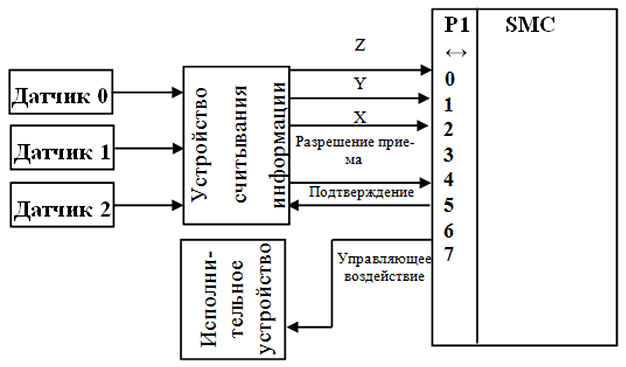 P1
SMC
↔
0
1
2
3
4
5
6
7
Датчик 0
Датчик 1
Датчик 2
Устройство
считывания
информации
Z
Y
X
Разрешение прие-
ма
Подтверждение
Управляющее
воздействие
Исполни-
тельное
устройство